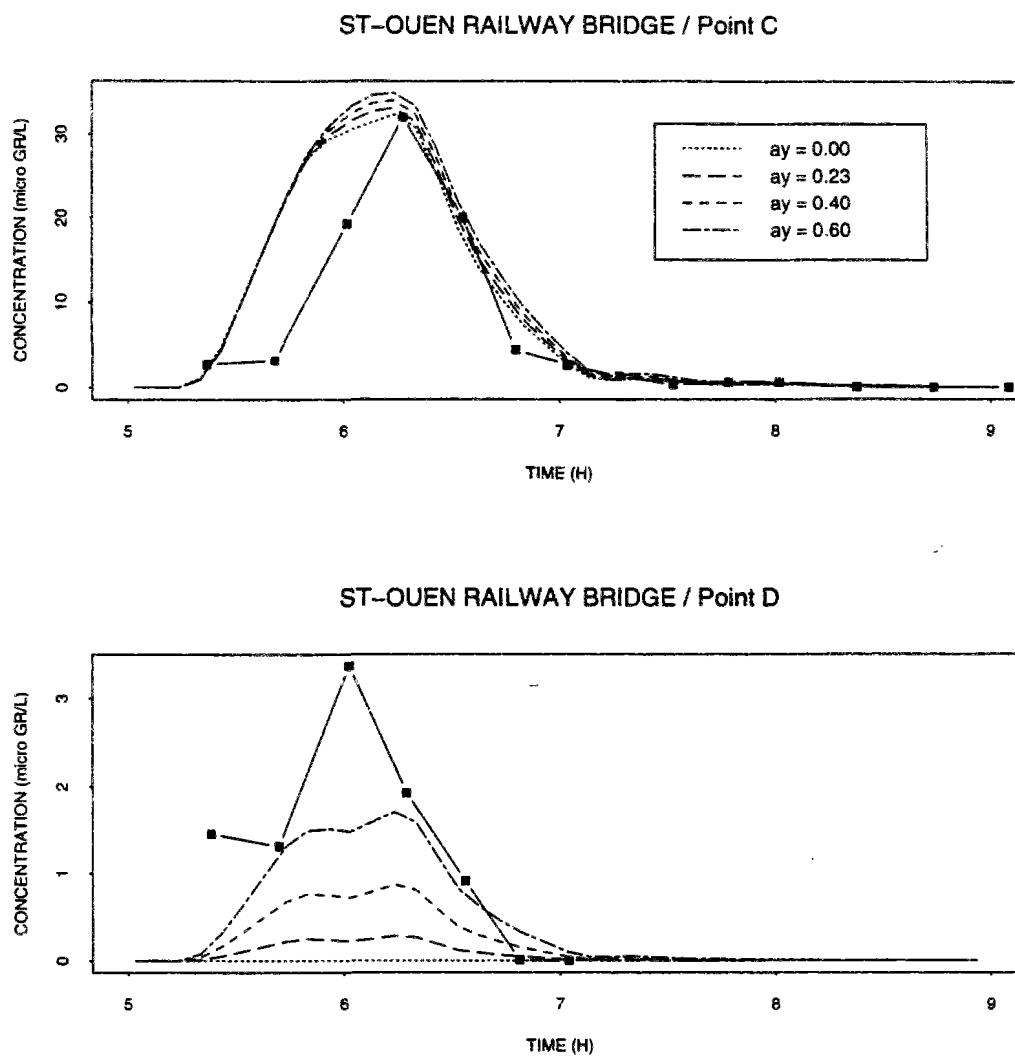 ST-OUEN RAILWAY BRIDGE / Point C
CONCENTRATION (micro GR/L)
30
20
10
0
ay = 0.00
ay = 0.23
ay = 0.40
ay = 0.60
5 6 7 8 9
TIME (H)
ST-OUEN RAILWAY BRIDGE / Point D
CONCENTRATION (micro GR/L)
3
2
1
0
5 6 7 8 9
TIME (H)